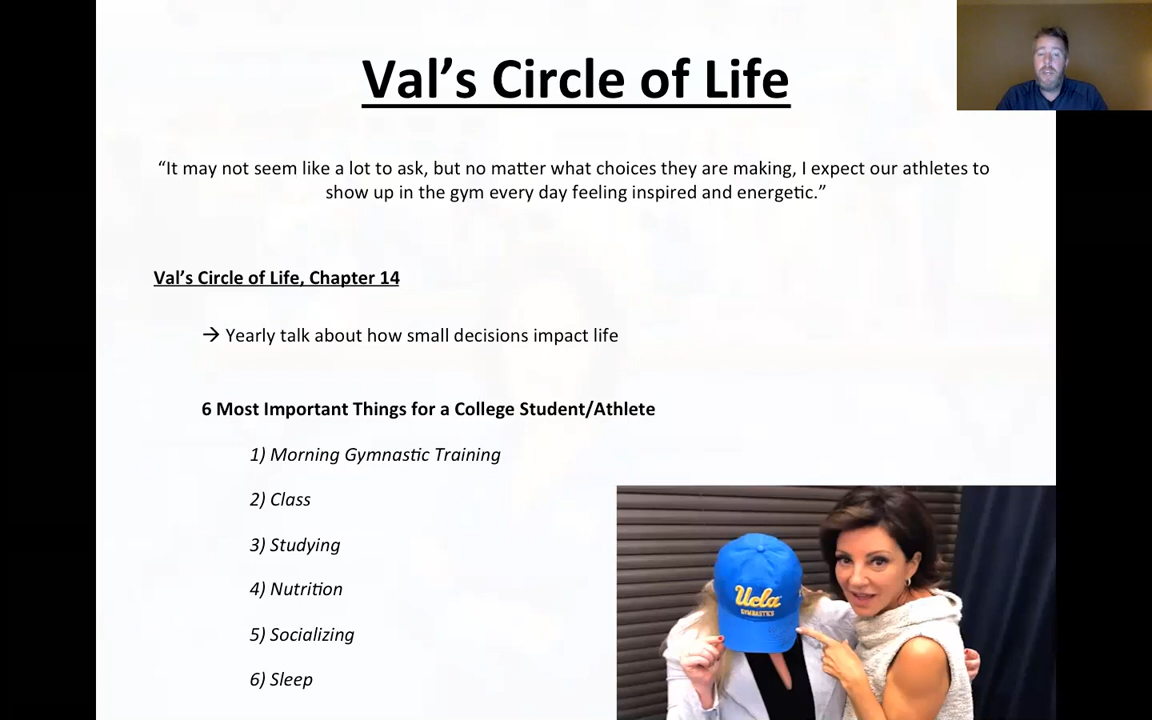 Val’s Circle of Life
“It may not seem like a lot to ask, but no matter what choices they are making, I expect our athletes to
show up in the gym every day feeling inspired and energetic.”
Val’s Circle of Life, Chapter 14
→ Yearly talk about how small decisions impact life
6 Most Important Things for a College Student/Athlete
1) Morning Gymnastic Training
2) Class
3) Studying
4) Nutrition
5) Socializing
6) Sleep
Ucla
GYMNASTICS